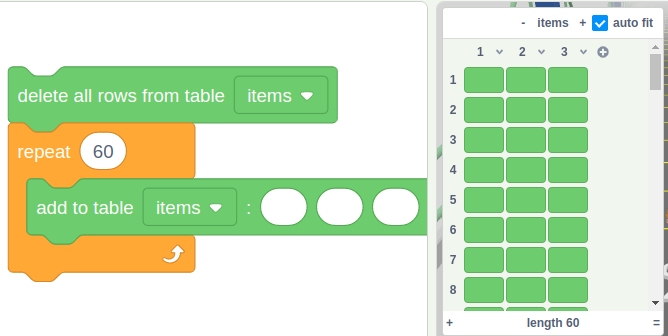 delete all rows from table items
repeat 60
add to table items :
- items + auto fit
1 2 3 +
1
2
3
4
5
6
7
8
+ length 60 =